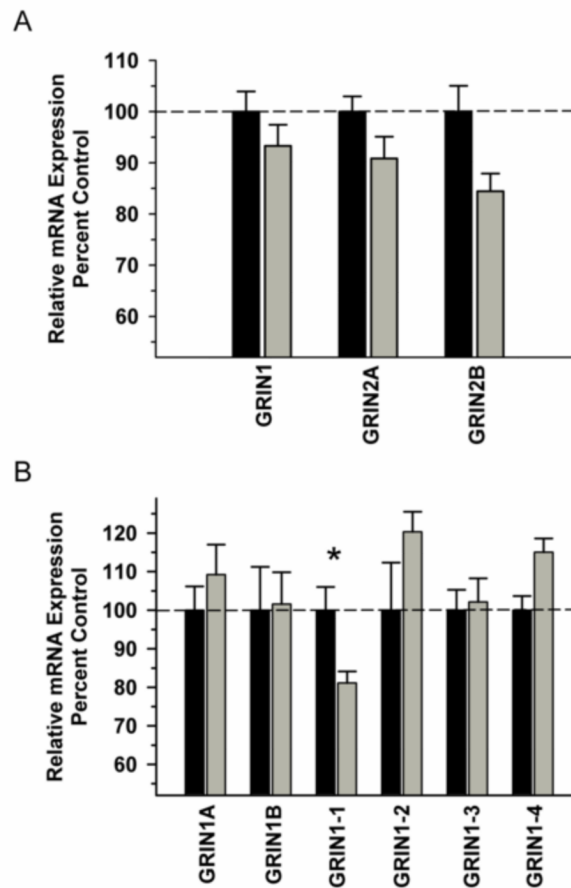 A
Relative mRNA Expression
Percent Control
110
100
90
80
70
60
GRIN1
GRIN2A
GRIN2B
B
Relative mRNA Expression
Percent Control
120
110
100
90
80
70
60
*
GRIN1A
GRIN1B
GRIN1-1
GRIN1-2
GRIN1-3
GRIN1-4